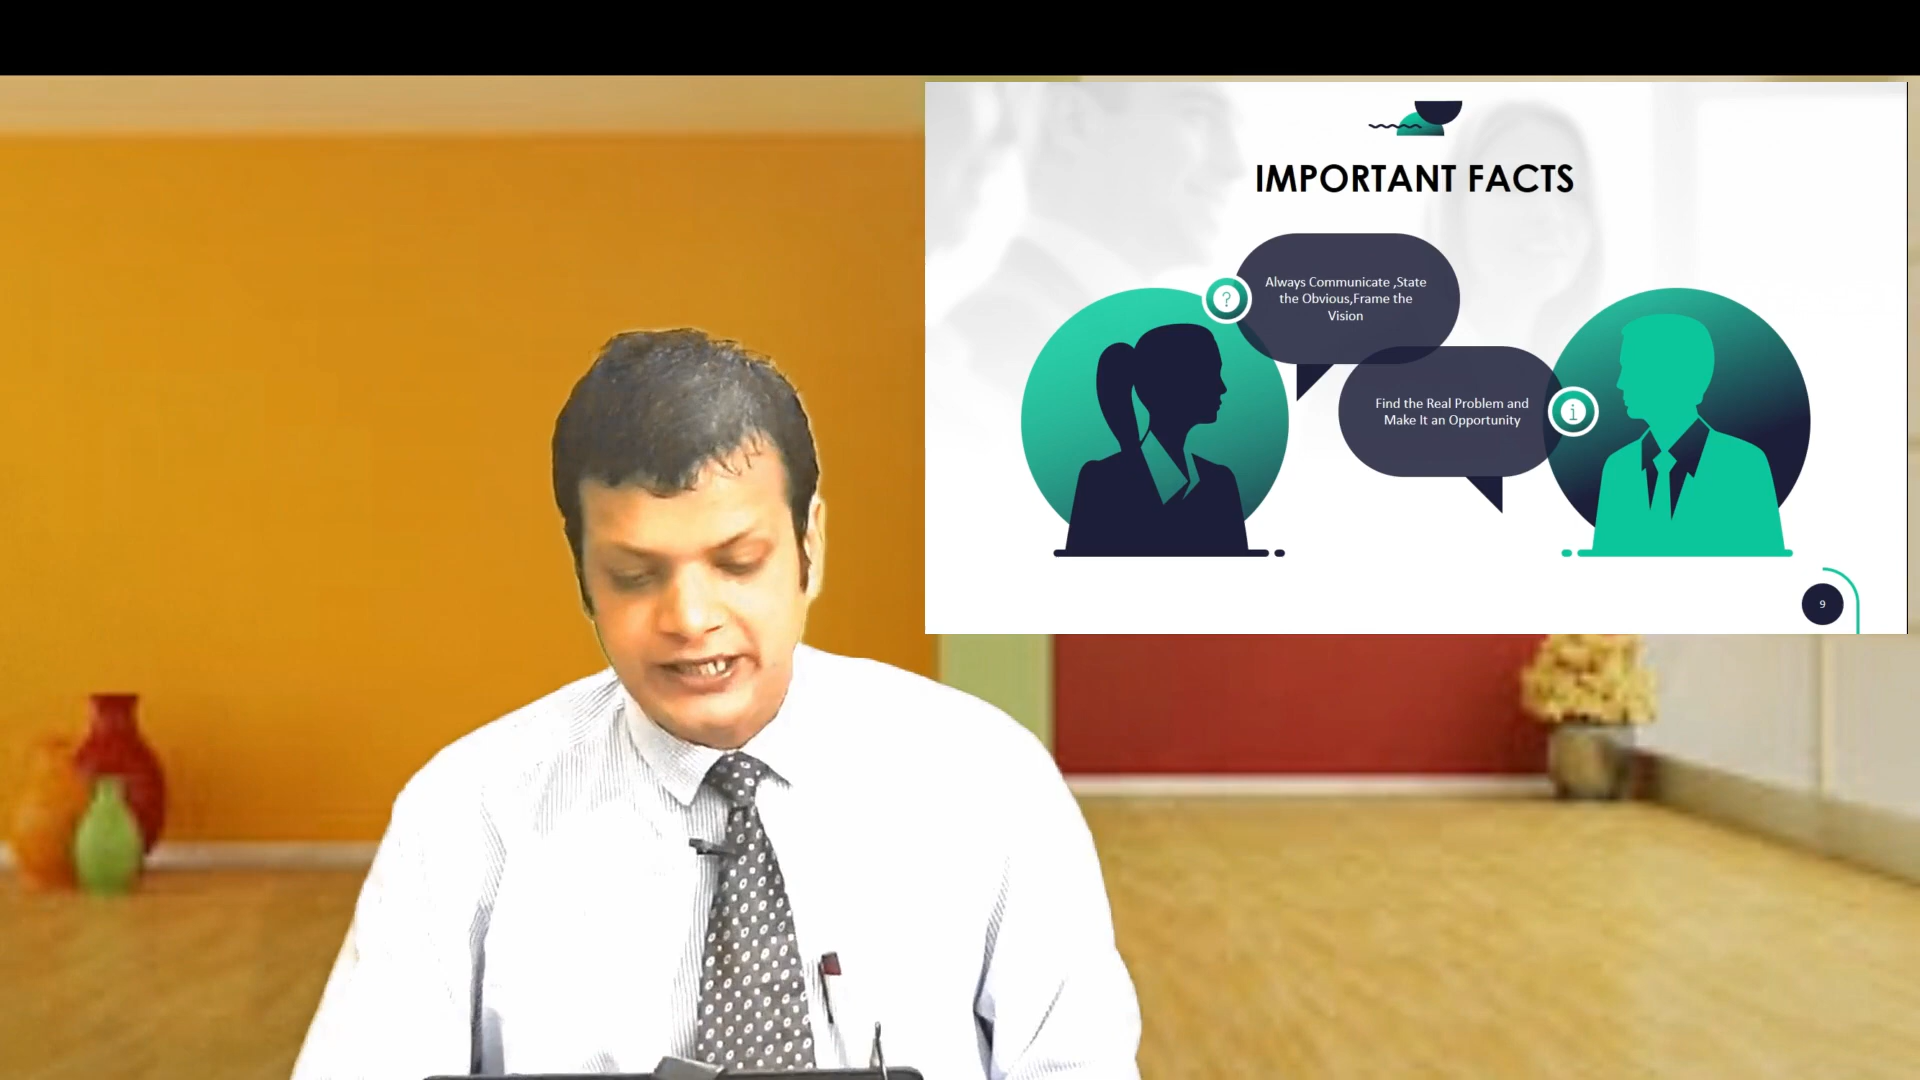 IMPORTANT FACTS
Always Communicate ,State
the Obvious,Frame the
Vision
?
Find the Real Problem and
Make It an Opportunity
i
9